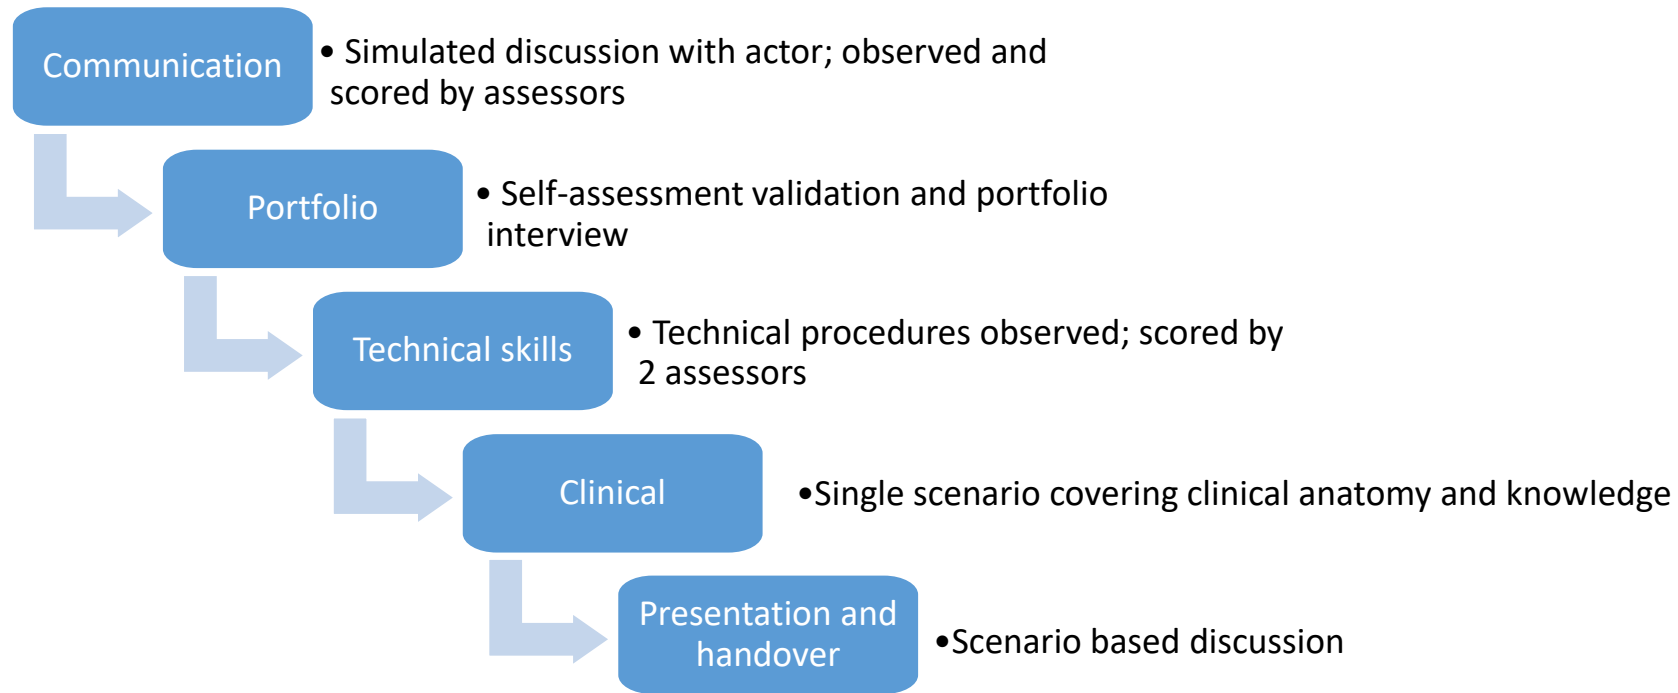 Communication
• Simulated discussion with actor; observed and
scored by assessors
Portfolio
• Self-assessment validation and portfolio
interview
Technical skills
• Technical procedures observed; scored by
2 assessors
Clinical
•Single scenario covering clinical anatomy and knowledge
Presentation and
handover
•Scenario based discussion